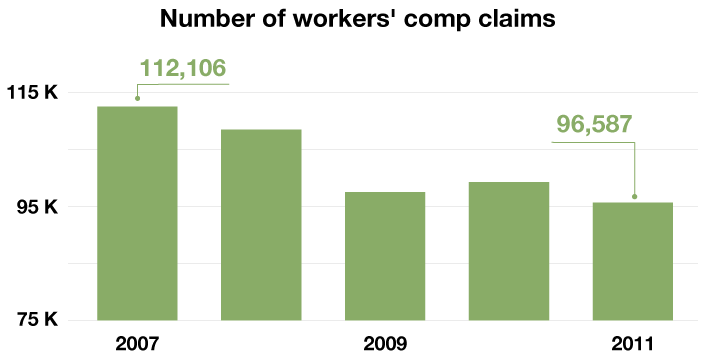 Number of workers' comp claims
112,106
115 K
96,587
95 K
75 K
2007 2009 2011